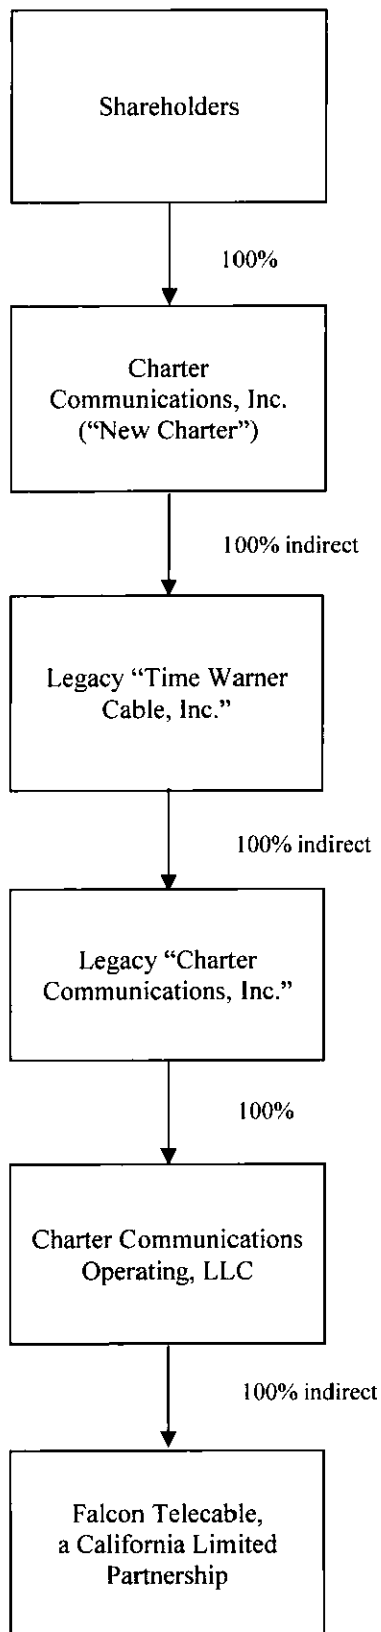 Shareholders
100%
Charter
Communications, Inc.
(“New Charter”)
100% indirect
Legacy “Time Warner
Cable, Inc.”
100% indirect
Legacy “Charter
Communications, Inc.”
100%
Charter Communications
Operating, LLC
100% indirect
Falcon Telecable,
a California Limited
Partnership